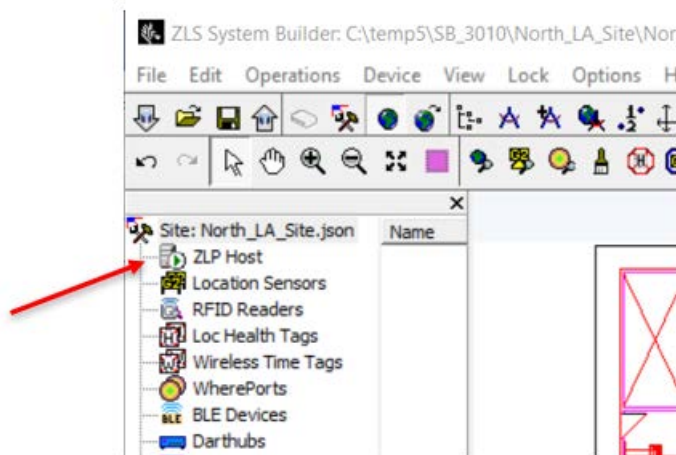 ZLS System Builder: C:\temp5\SB_3010\North_LA_Site\Nor
File Edit Operations Device View Lock Options H
Site: North_LA_Site.json Name
ZLP Host
Location Sensors
RFID Readers
Loc Health Tags
Wireless Time Tags
WherePorts
BLE Devices
Darthubs